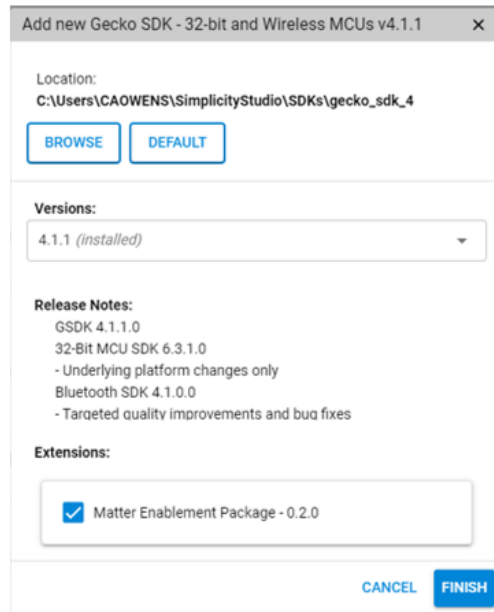 Add new Gecko SDK - 32-bit and Wireless MCUs v4.1.1
Location:
C:\Users\CAOWENS\SimplicityStudio\SDKs\gecko_sdk_4
BROWSE DEFAULT
Versions:
4.1.1 (installed)
Release Notes:
GSDK 4.1.1.0
32-Bit MCU SDK 6.3.1.0
- Underlying platform changes only
Bluetooth SDK 4.1.0.0
- Targeted quality improvements and bug fixes
Extensions:
Matter Enablement Package - 0.2.0
CANCEL FINISH